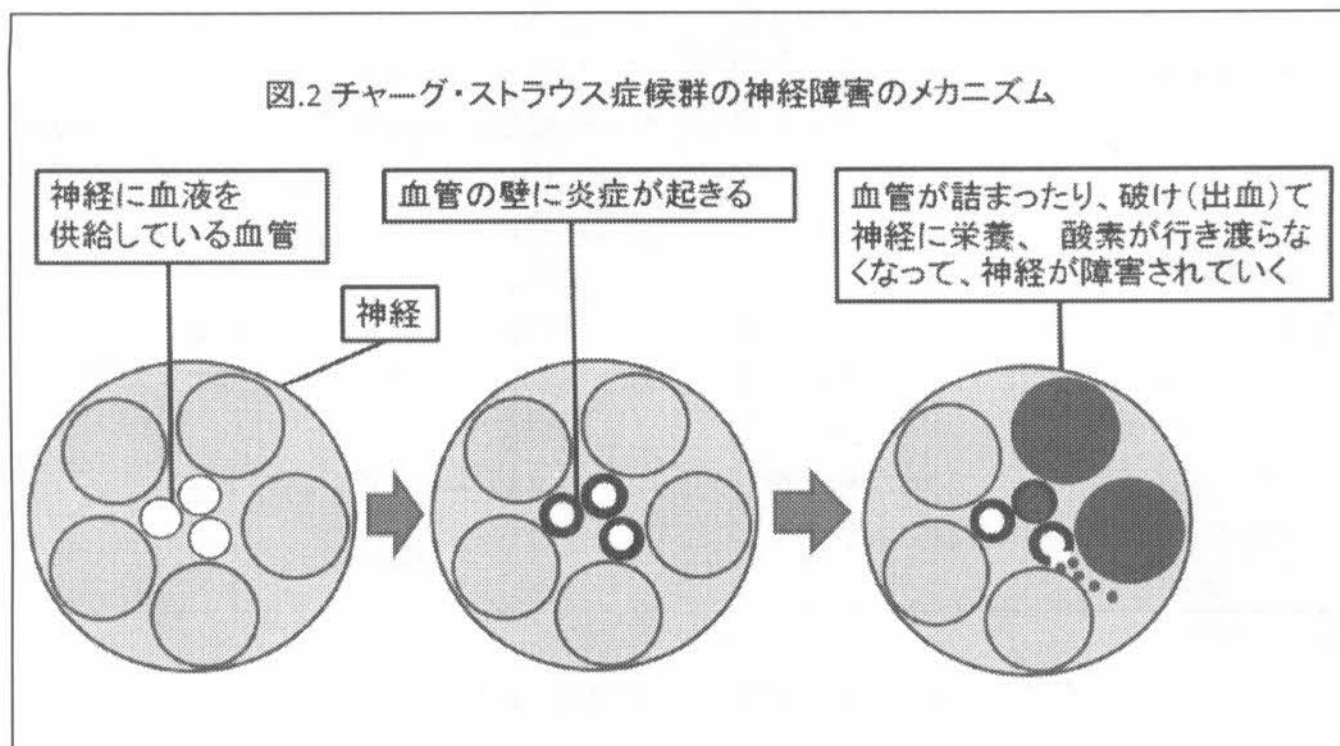 図.2 チャーグ・ストラウス症候群の神経障害のメカニズム
神経に血液を
供給している血管
神経
血管の壁に炎症が起きる
血管が詰まったり、破け(出血)て
神経に栄養、 酸素が行き渡らな
くなって、神経が障害されていく